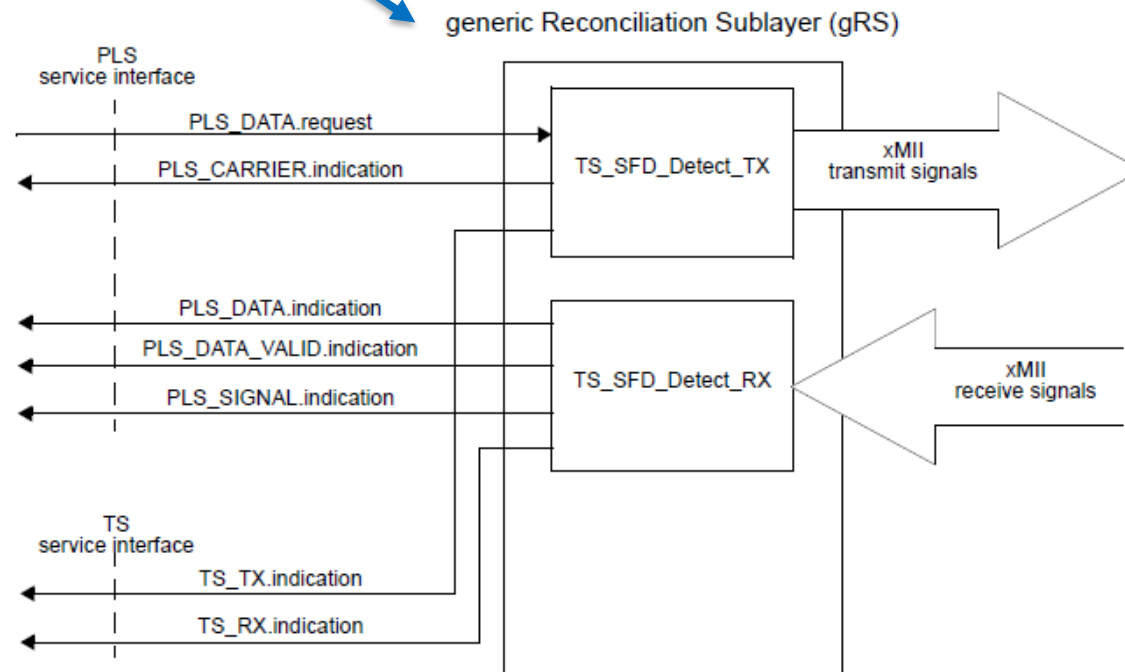 generic Reconciliation Sublayer (gRS)
PLS
service interface
PLS_DATA.request
PLS_CARRIER.indication
TS_SFD_Detect_TX
xMII
transmit signals
PLS_DATA.indication
PLS_DATA_VALID.indication
PLS_SIGNAL.indication
TS_SFD_Detect_RX
xMII
receive signals
TS
service interface
TS_TX.indication
TS_RX.indication